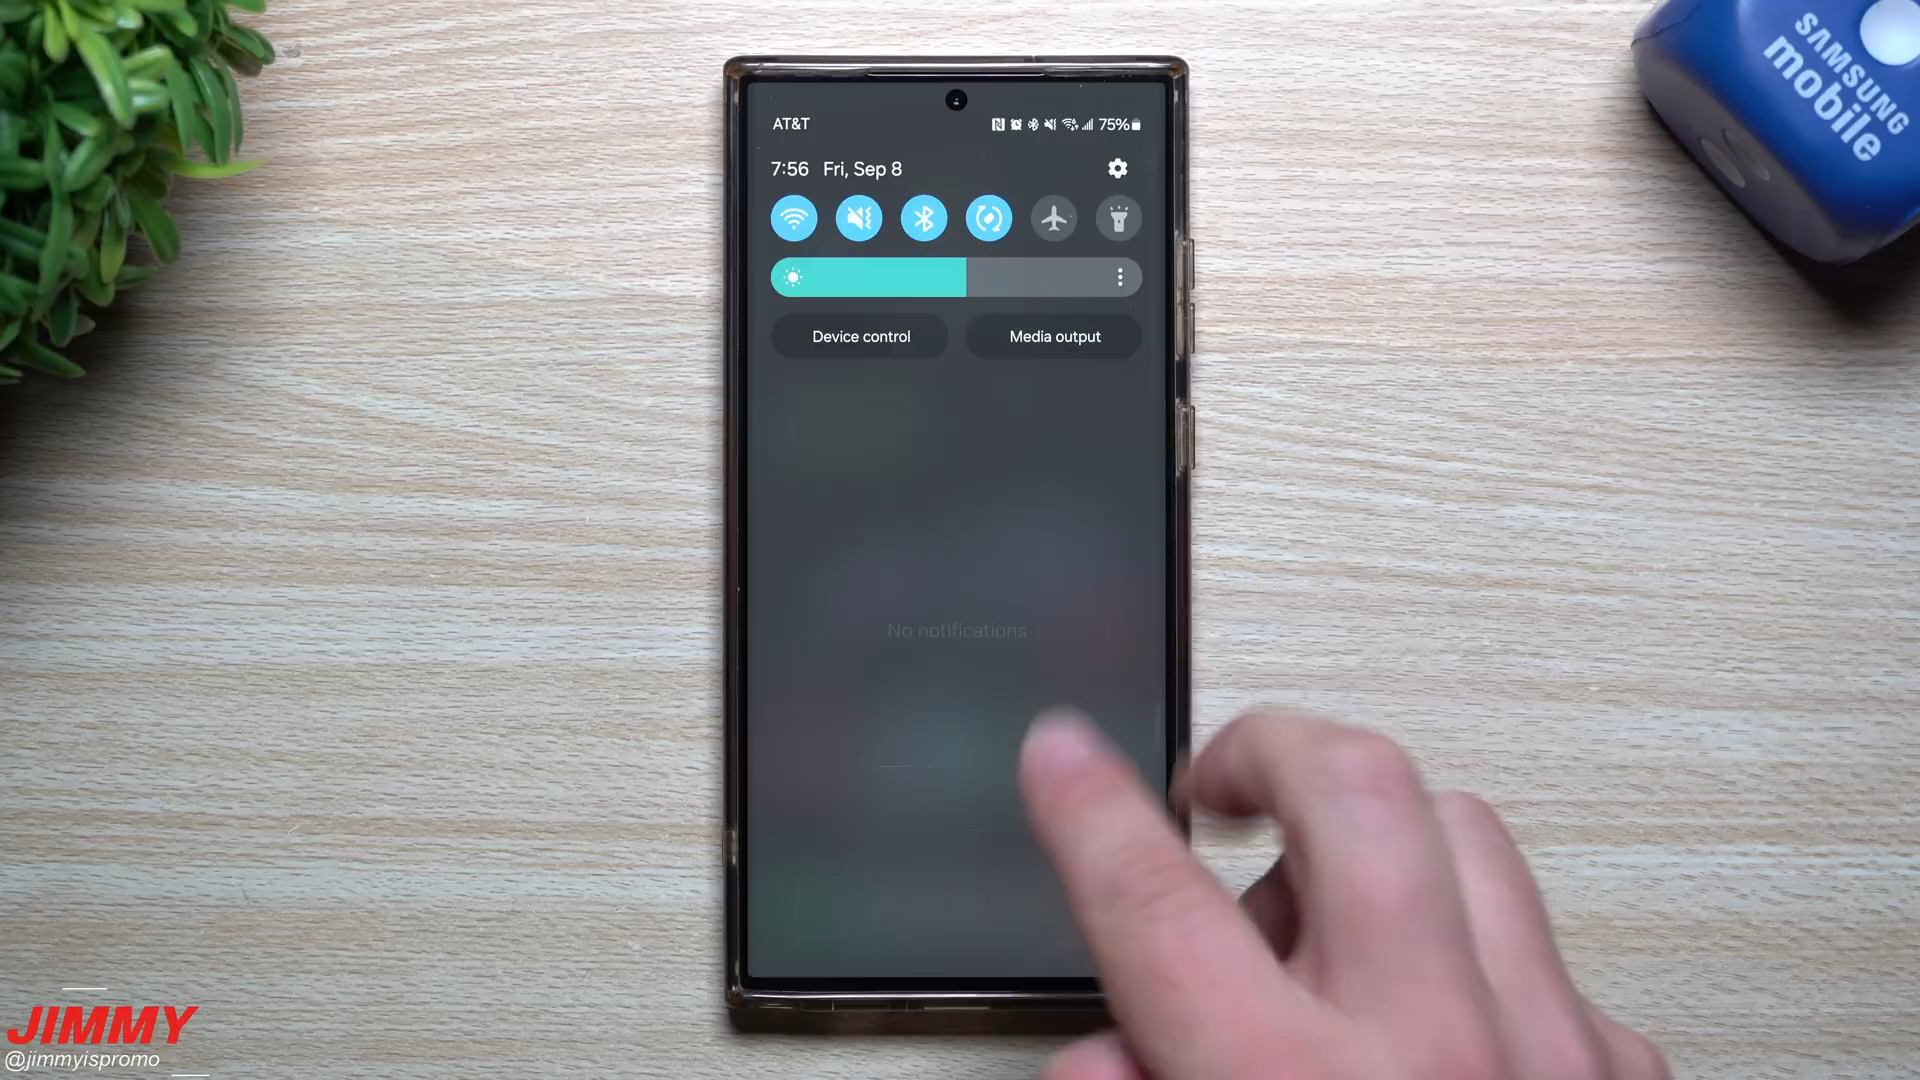 SAMSUNG
mobile
AT&T
75%
7:56 Fri, Sep 8
Device control
Media output
No notifications
JIMMY
@jimmyispromo